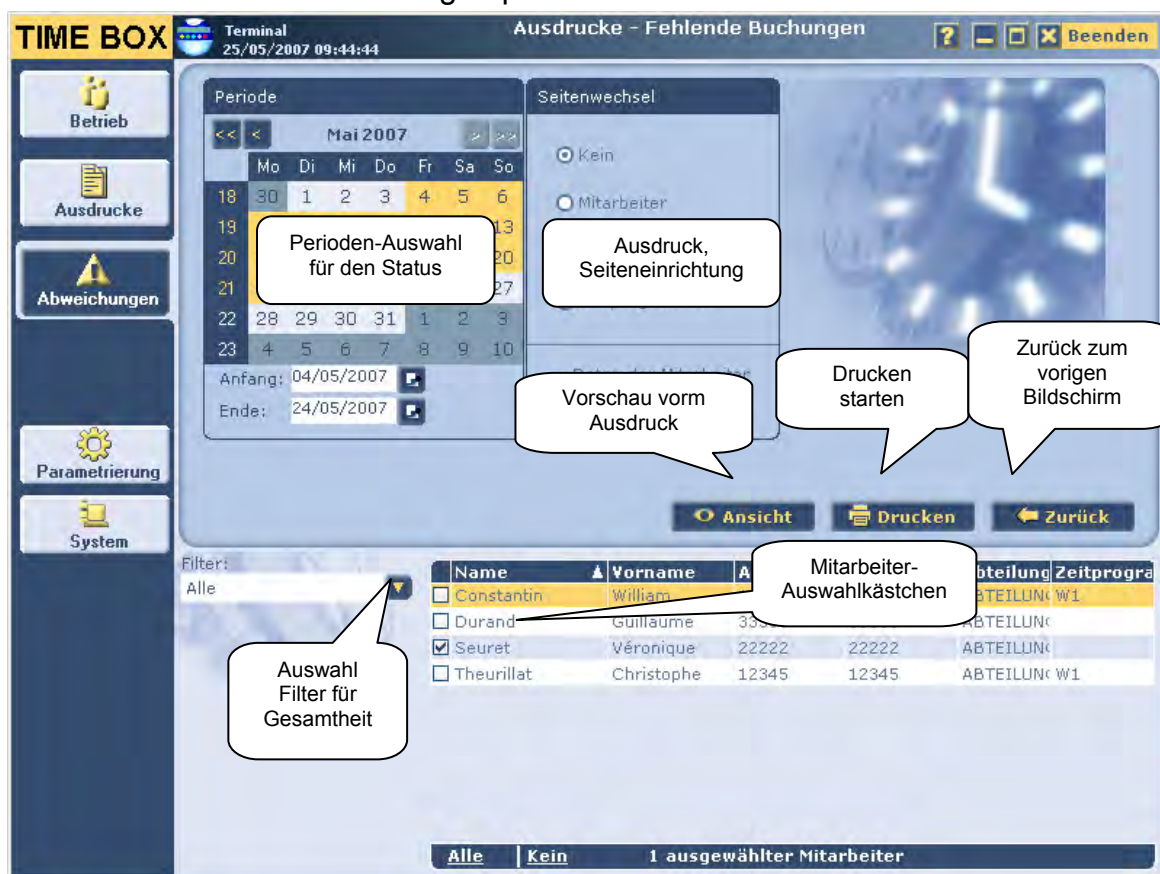 TIME BOX
Terminal
25/05/2007 09:44:44
Ausdrucke - Fehlende Buchungen
? Beenden
Betrieb
Ausdrucke
Abweichungen
Parametrierung
System
Periode
<< < Mai 2007 > >>
Mo Di Mi Do Fr Sa So
18 30 1 2 3 4 5 6
19 13
20 20
21 27
22 28 29 30 31 1 2 3
23 4 5 6 7 8 9 10
Anfang: 04/05/2007
Ende: 24/05/2007
Perioden-Auswahl
für den Status
Seitenwechsel
Kein
Mitarbeiter
Ausdruck,
Seiteneinrichtung
Vorschau vorm
Ausdruck
Drucken
starten
Zurück zum
vorigen
Bildschirm
Ansicht
Drucken
Zurück
Filter:
Alle
Auswahl
Filter für
Gesamtheit
Mitarbeiter-
Auswahlkästchen
Name Vorname A bteilung Zeitprogra
Constantin William BTEILUN W1
Durand Guillaume BTEILUN
Seuret Véronique 22222 22222 ABTEILUN
Theurillat Christophe 12345 12345 ABTEILUN W1
Alle Kein 1 ausgewählter Mitarbeiter